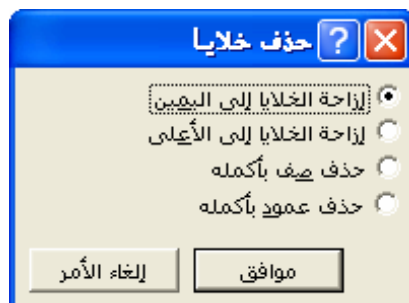 حذف خلايا
إزاحة الخلايا إلى اليمين
إزاحة الخلايا إلى الأعلى
حذف صف بأكمله
حذف عمود بأكمله
موافق
إلغاء الأمر